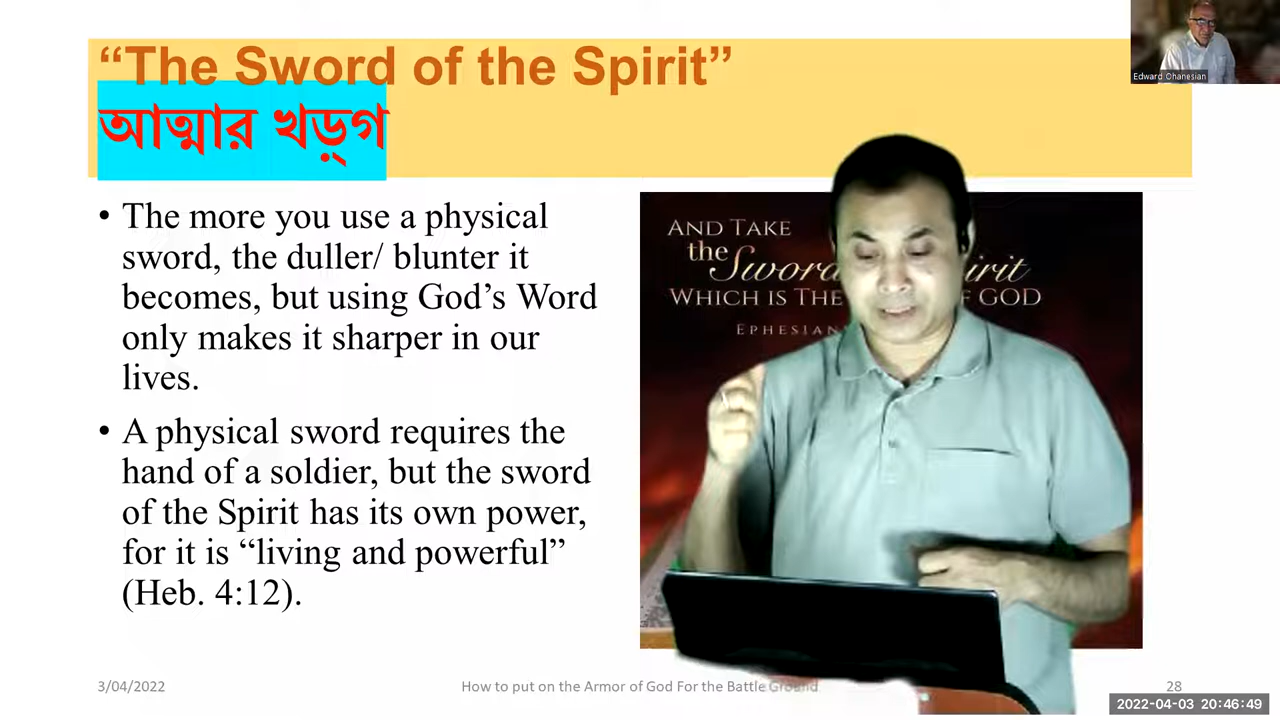 “The Sword of the Spirit”
আত্মার খড়্গ
Edward Ohanesian
• The more you use a physical
sword, the duller/ blunter it
becomes, but using God’s Word
only makes it sharper in our
lives.
• A physical sword requires the
hand of a soldier, but the sword
of the Spirit has its own power,
for it is “living and powerful”
(Heb. 4:12).
AND TAKE
the Sword
WHICH IS THE OF GOD
3/04/2022
How to put on the Armor of God For the Battle Ground
28
2022-04-03 20:46:49